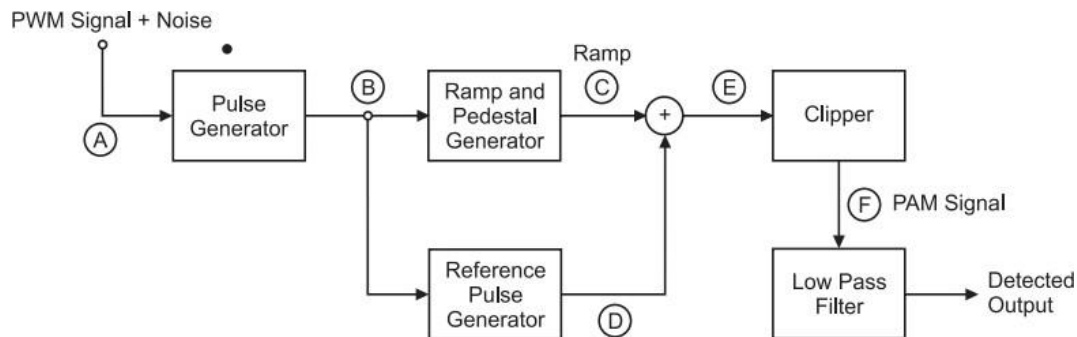 PWM Signal + Noise
A
Pulse
Generator
B
Ramp and
Pedestal
Generator
Ramp
C
+
E
Clipper
F
PAM Signal
Reference
Pulse
Generator
D
Low Pass
Filter
Detected
Output